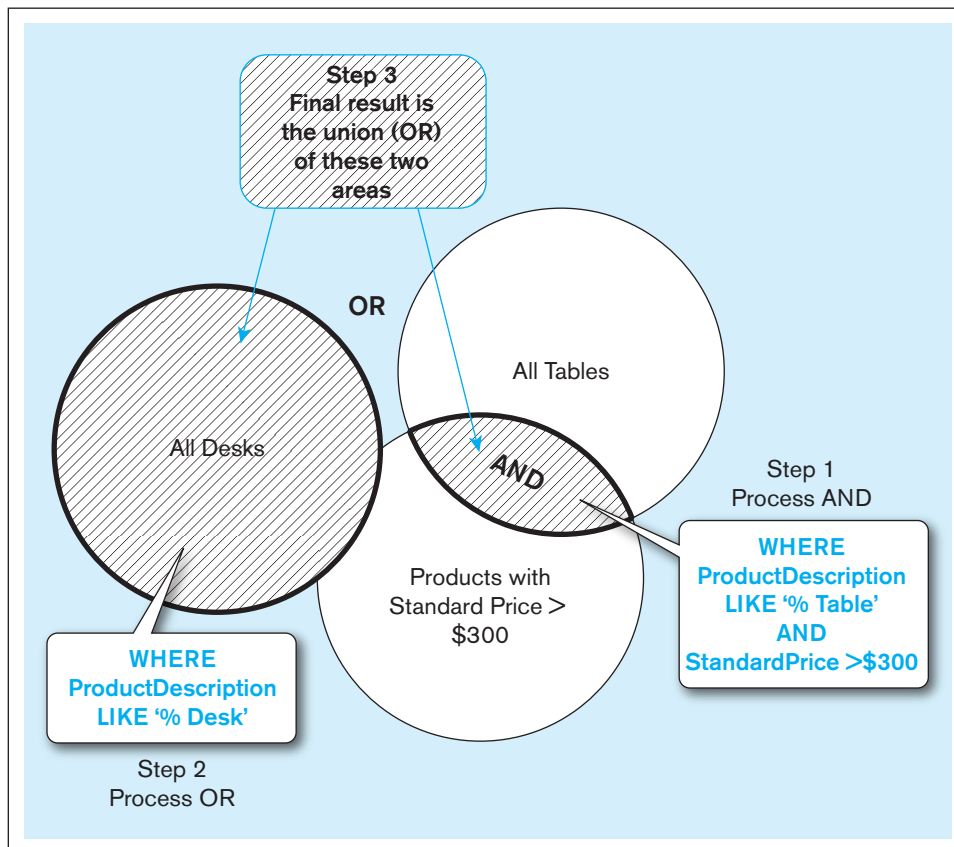 Step 3
Final result is
the union (OR)
of these two
areas
OR
All Tables
All Desks
AND
Step 1
Process AND
WHERE
ProductDescription
LIKE ‘% Table’
AND
StandardPrice >$300
Products with
Standard Price >
$300
WHERE
ProductDescription
LIKE ‘% Desk’
Step 2
Process OR